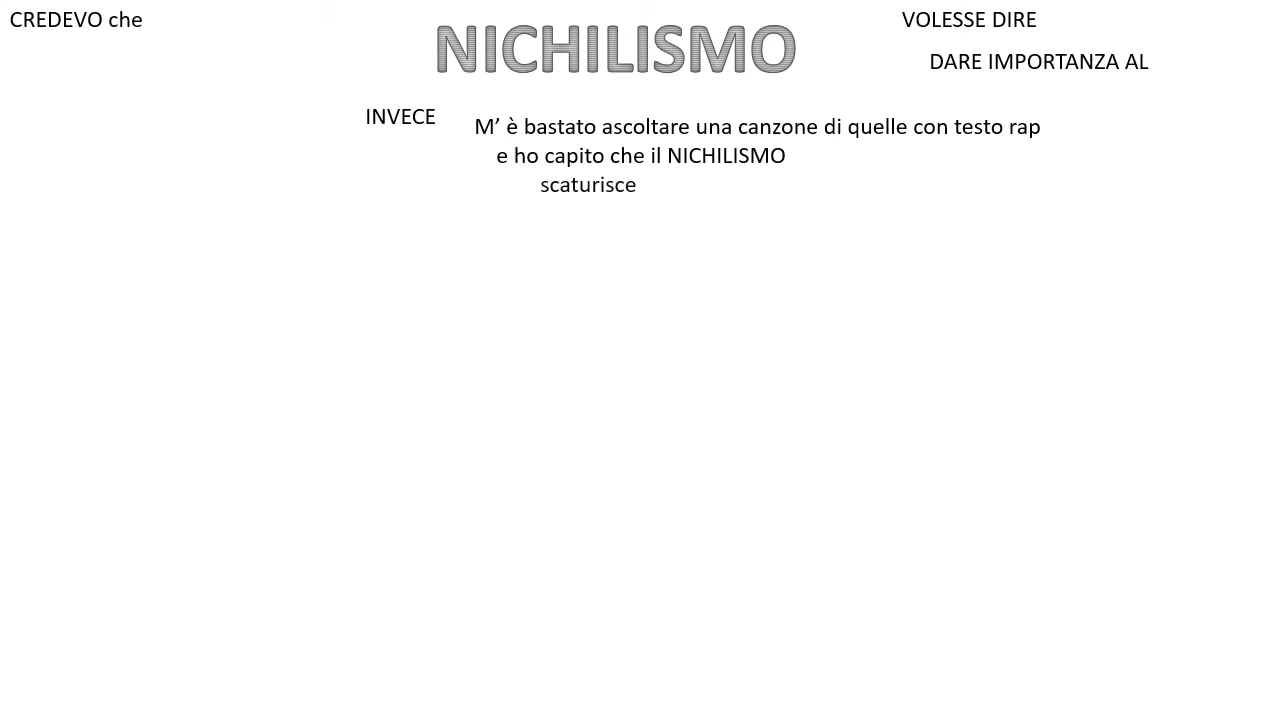 CREDEVO che
NICHILISMO
VOLESSE DIRE
DARE IMPORTANZA AL
INVECE
M’ è bastato ascoltare una canzone di quelle con testo rap
e ho capito che il NICHILISMO
scaturisce